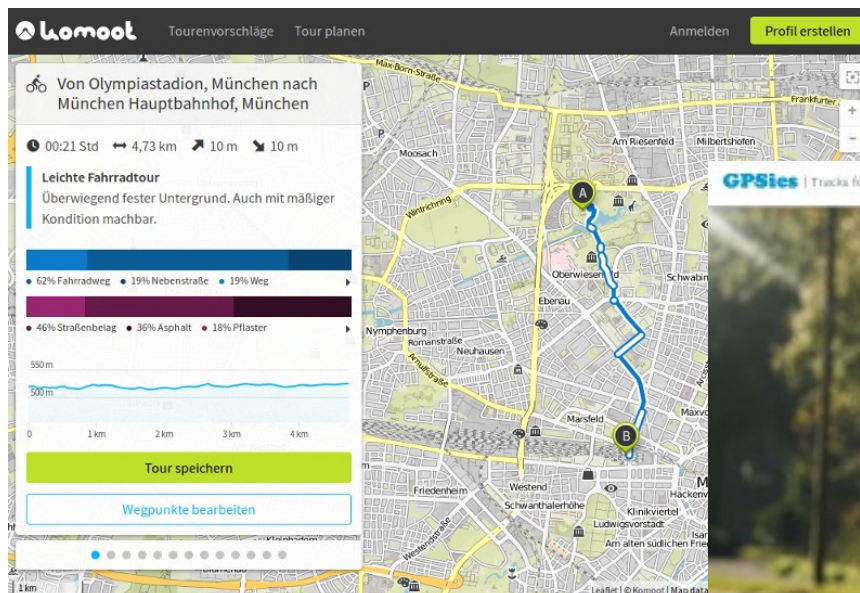 komoot
Tourenvorschläge
Tour planen
Anmelden
Profil erstellen
Von Olympiastadion, München nach
München Hauptbahnhof, München
00:21 Std 4,73 km 10 m 10 m
Leichte Fahrradtour
Überwiegend fester Untergrund. Auch mit mäßiger
Kondition machbar.
62% Fahrradweg 19% Nebenstraße 19% Weg
46% Straßenbelag 36% Asphalt 18% Pflaster
550 m
500 m
0 1 km 2 km 3 km 4 km
Tour speichern
Wegpunkte bearbeiten
1 km
Max-Born-Straße
Frankfurter
P
P
Am Riesenfeld
Milbertshofen
Moosach
A
Wintrichring
Oberwiesenfeld
Schwabin
Ebenau
Nymphenburg
Romanstraße
Neuhausen
Arnulfstraße
Marsfeld
Maxvo
B
M
Friedenheim
Westend
Hackenv
Schwanthalerhöhe
Klinikviertel
Ludwigsvorstadt
Isar
Westendstraße
Am alten südlichen Frie
Leaflet | © Komoot | Map data
GPSies | Tracks fo